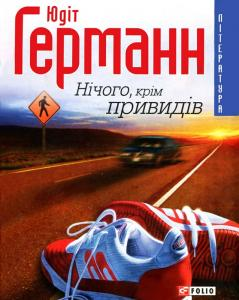 Юдіт
Германн
Нічого, крім
привидів
ЛІТЕРАТУРА
FOLIO